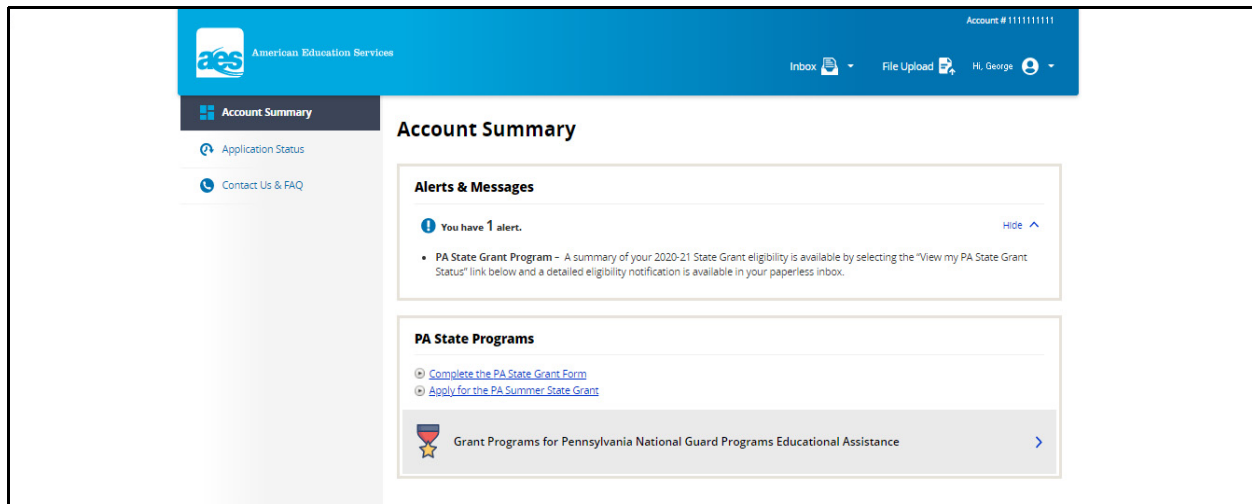 Account # 1111111111
aes
American Education Services
Inbox
File Upload
Hi, George
Account Summary
Application Status
Contact Us & FAQ
Account Summary
Alerts & Messages
You have 1 alert.
Hide
PA State Grant Program – A summary of your 2020-21 State Grant eligibility is available by selecting the "View my PA State Grant
Status" link below and a detailed eligibility notification is available in your paperless inbox.
PA State Programs
Complete the PA State Grant Form
Apply for the PA Summer State Grant
Grant Programs for Pennsylvania National Guard Programs Educational Assistance